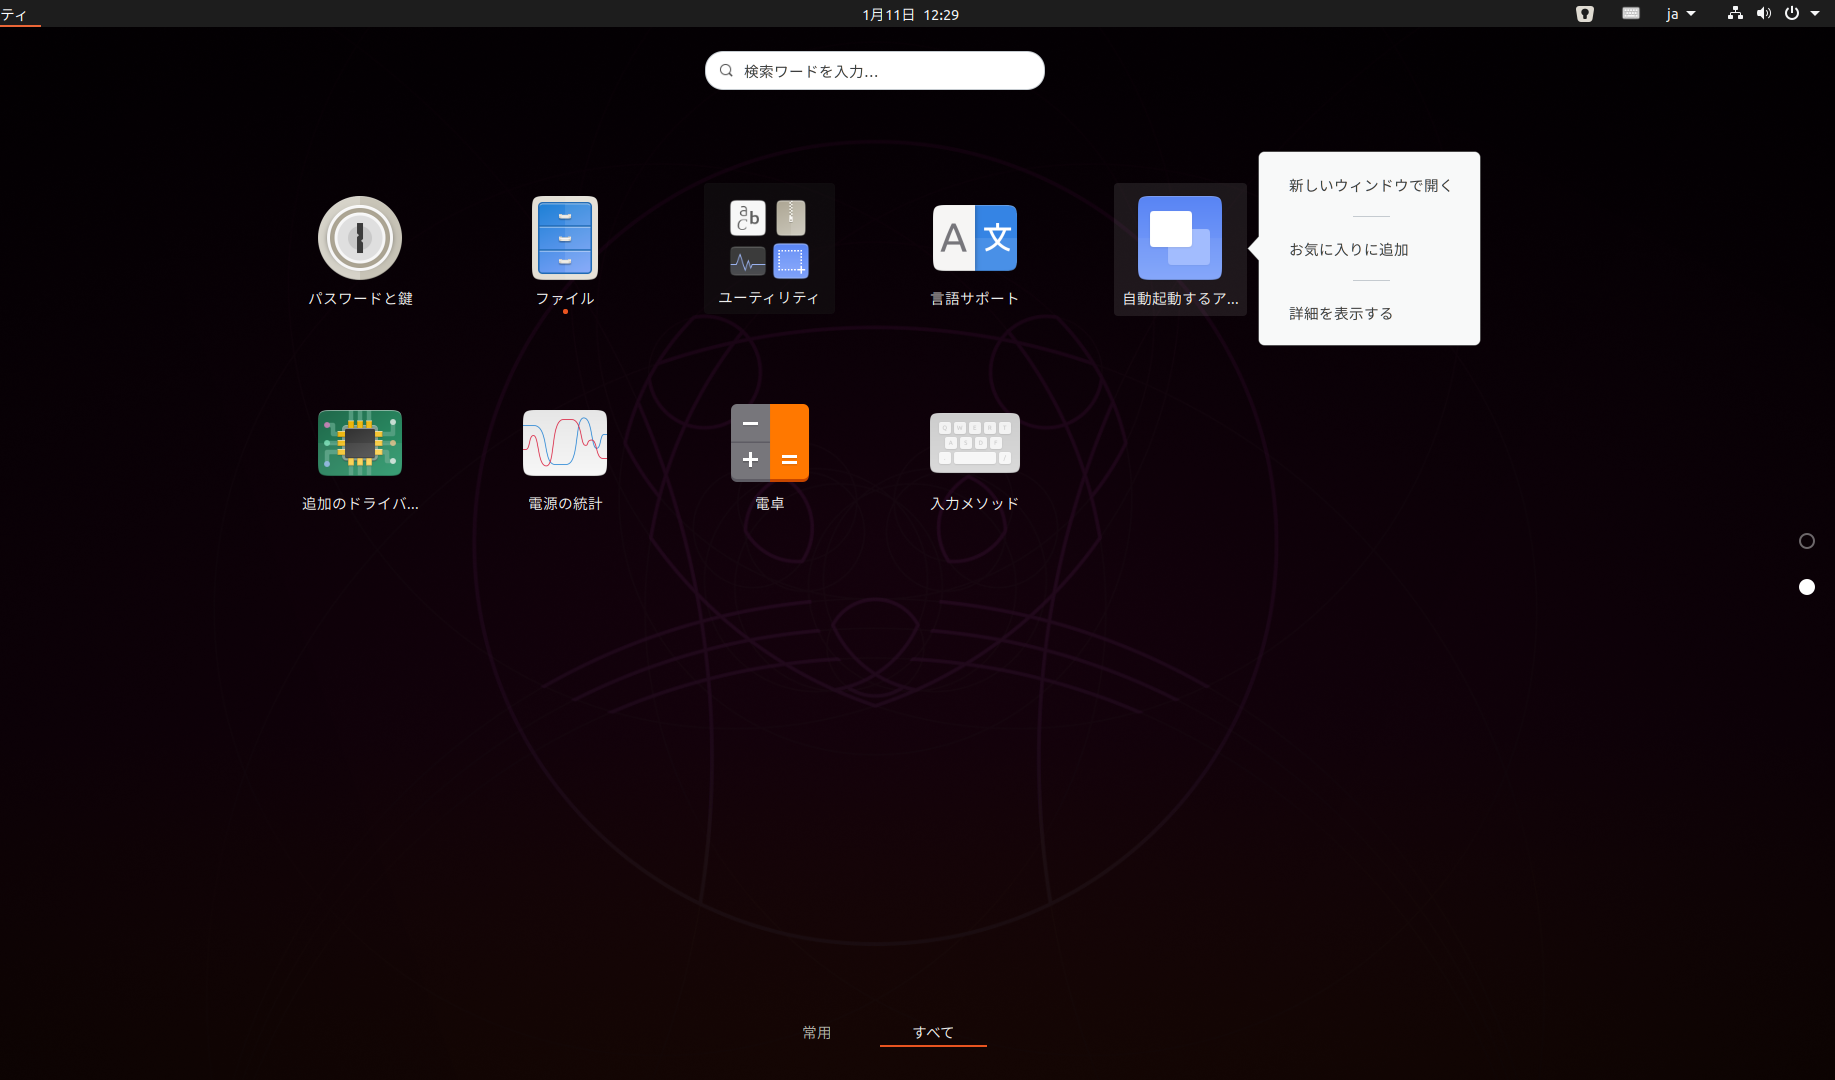 ティ
1月11日 12:29
ja
検索ワードを入力…
パスワードと鍵
ファイル
ユーティリティ
言語サポート
自動起動するア…
新しいウィンドウで開く
お気に入りに追加
詳細を表示する
追加のドライバ…
電源の統計
電卓
入力メソッド
常用
すべて